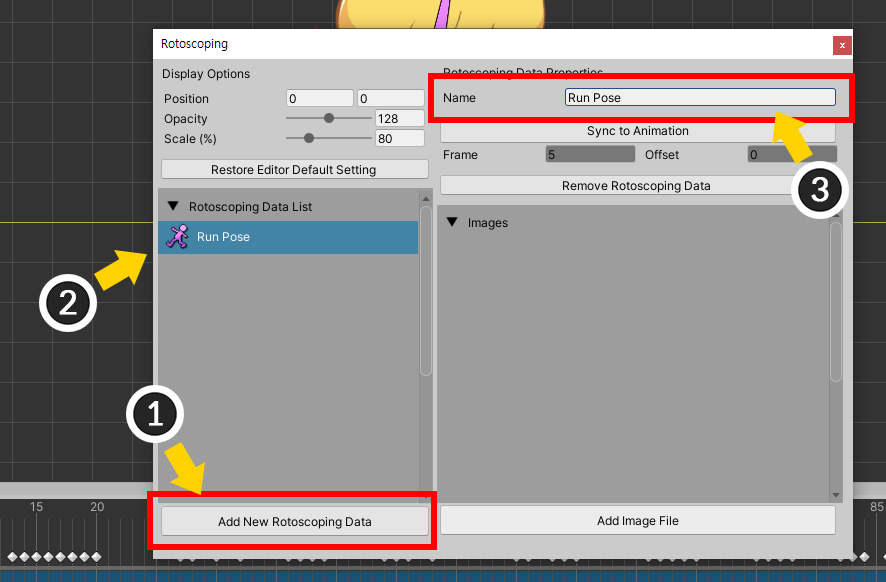 Rotoscoping
x
Display Options
Position 0 0
Opacity 128
Scale (%) 80
Restore Editor Default Setting
Rotoscoping Data List
Run Pose
Add New Rotoscoping Data
Rotoscoping Data Properties
Name Run Pose
Sync to Animation
Frame 5 Offset 0
Remove Rotoscoping Data
Images
Add Image File
1
2
3
15 20 85